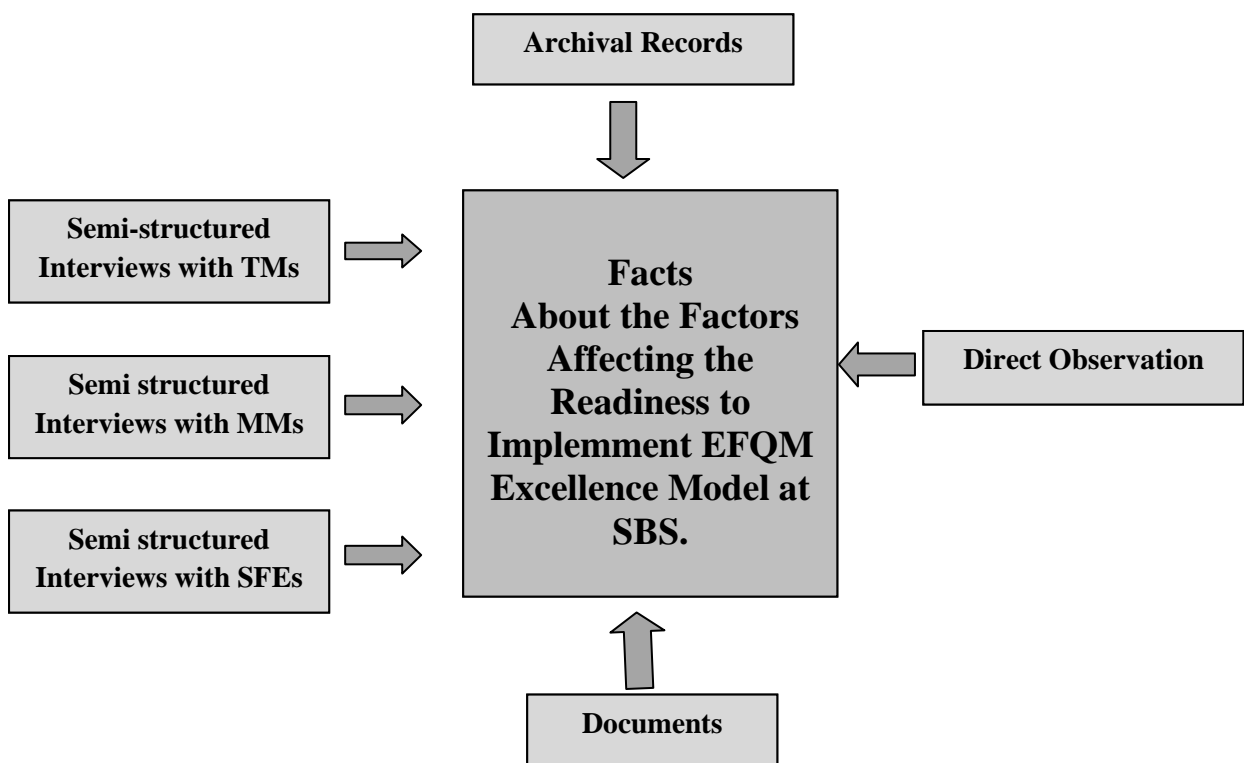 Archival Records
Semi-structured
Interviews with TMs
Semi structured
Interviews with MMs
Semi structured
Interviews with SFEs
Facts
About the Factors
Affecting the
Readiness to
Implemment EFQM
Excellence Model at
SBS.
Direct Observation
Documents